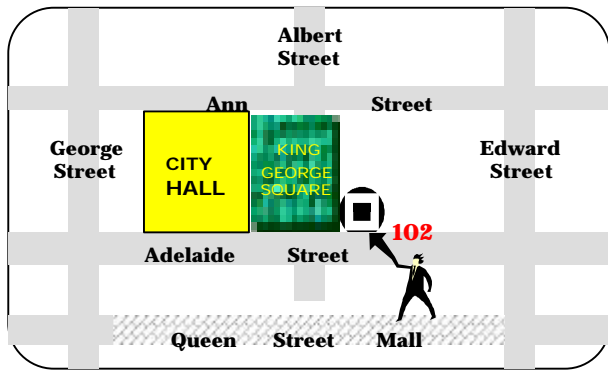 Albert
Street
Ann Street
George
Street
CITY
HALL
KING
GEORGE
SQUARE
Edward
Street
102
Adelaide Street
Queen Street Mall